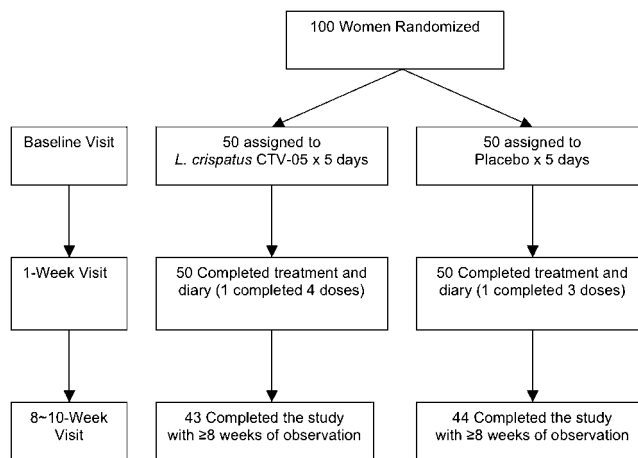 100 Women Randomized
Baseline Visit
50 assigned to
L. crispatus CTV-05 x 5 days
50 assigned to
Placebo x 5 days
1-Week Visit
50 Completed treatment and
diary (1 completed 4 doses)
50 Completed treatment and
diary (1 completed 3 doses)
8~10-Week
Visit
43 Completed the study
with ≥8 weeks of observation
44 Completed the study
with ≥8 weeks of observation